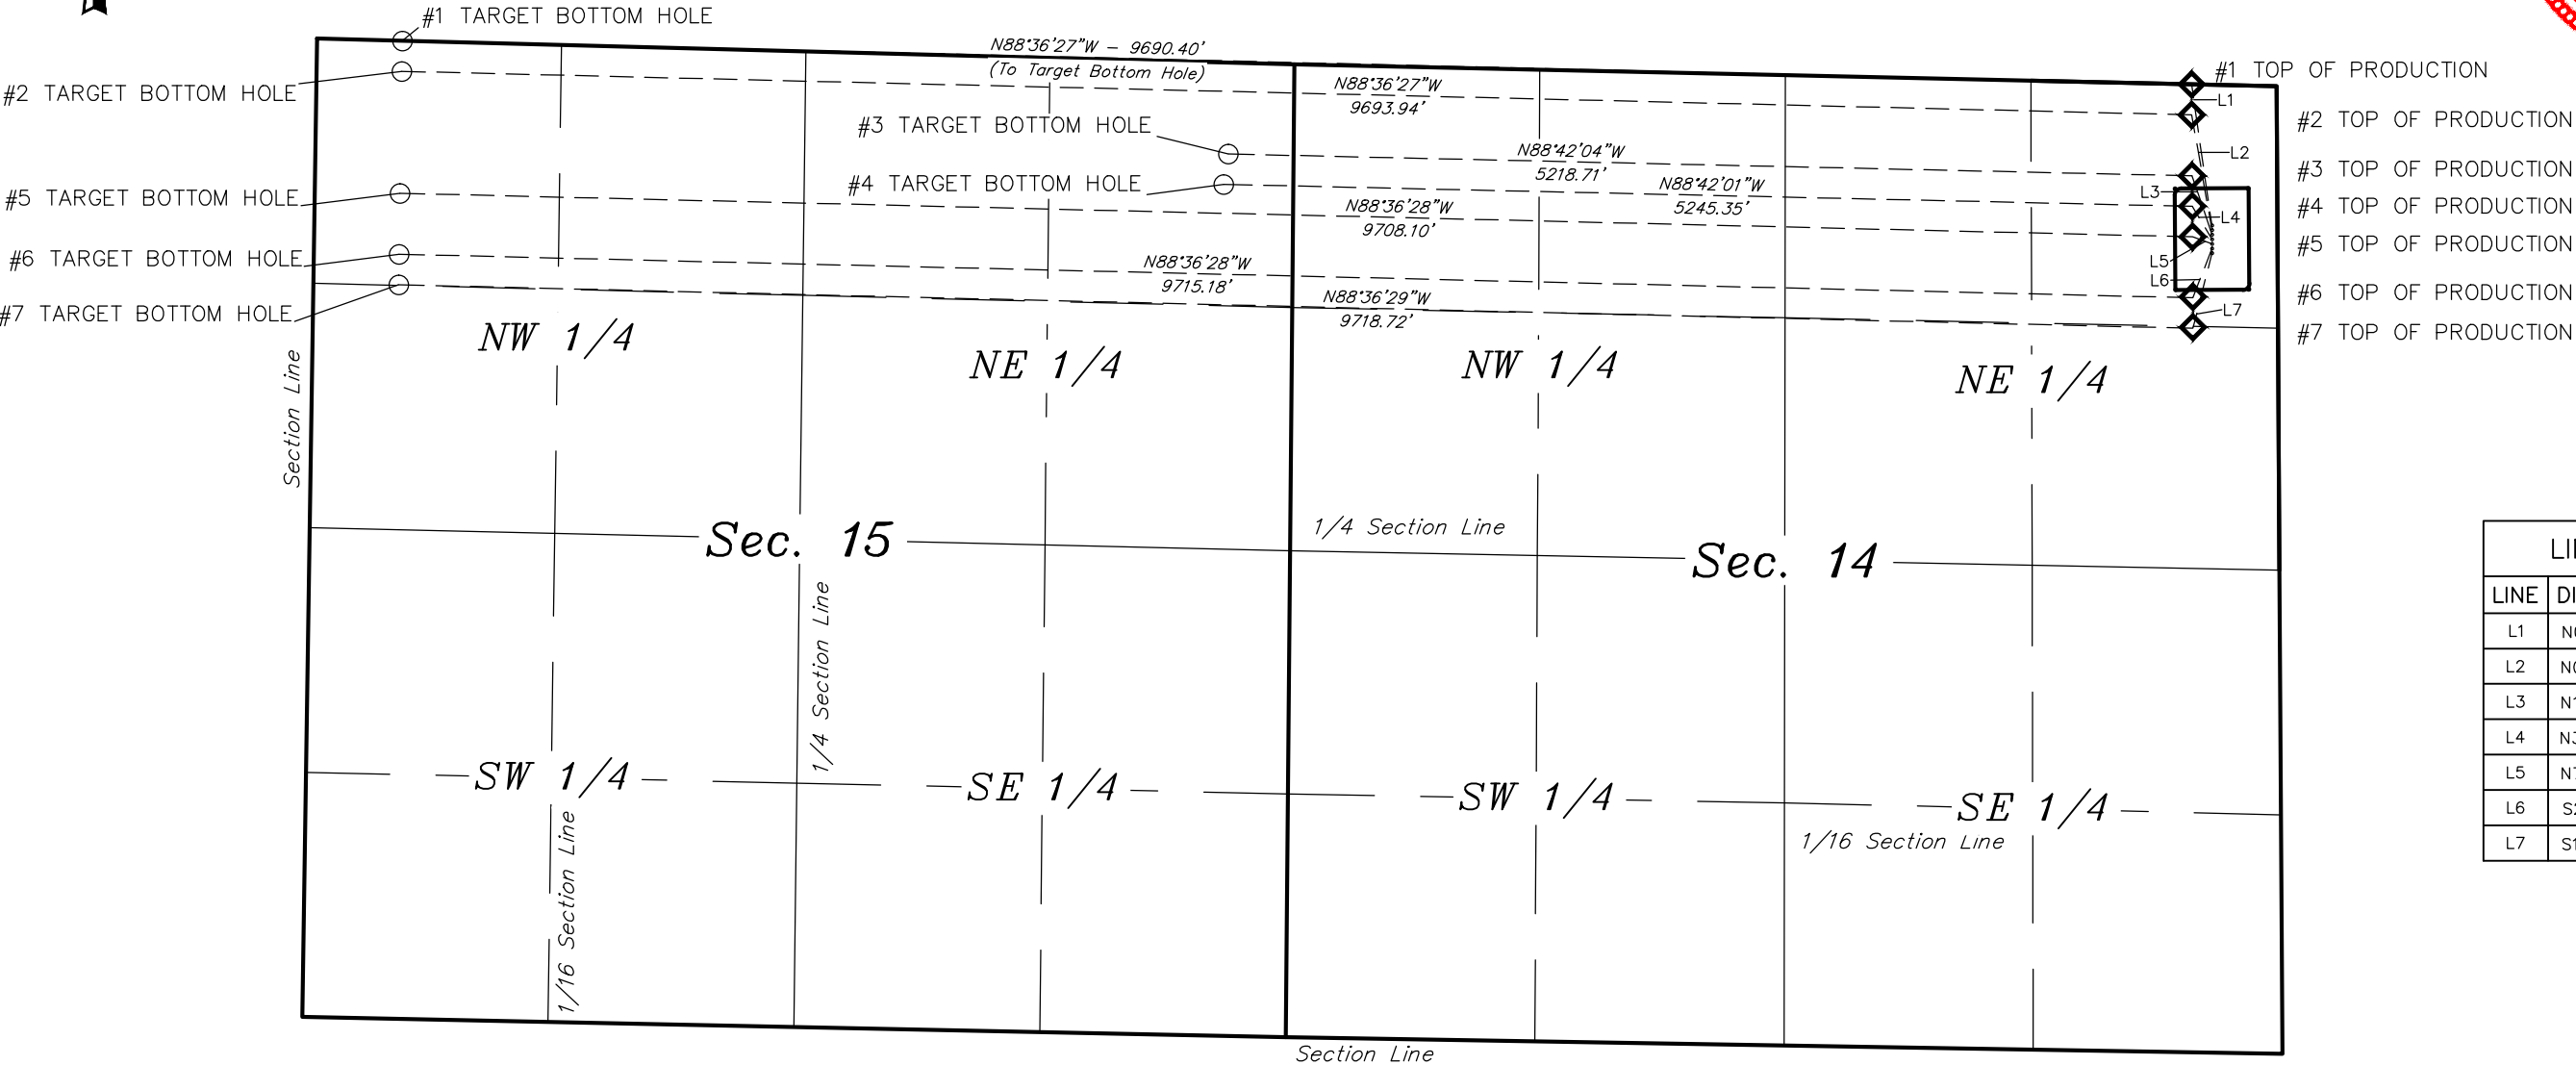 #1 TARGET BOTTOM HOLE
N88°36'27"W – 9690.40'
(To Target Bottom Hole)
#1 TOP OF PRODUCTION
#2 TARGET BOTTOM HOLE
N88°36'27"W
9693.94'
L1
#2 TOP OF PRODUCTION
#3 TARGET BOTTOM HOLE
N88°42'04"W
5218.71'
L2
#3 TOP OF PRODUCTION
#4 TARGET BOTTOM HOLE
N88°42'01"W
5245.35'
L3
#5 TARGET BOTTOM HOLE
N88°36'28"W
9708.10'
#4 TOP OF PRODUCTION
L4
#5 TOP OF PRODUCTION
#6 TARGET BOTTOM HOLE
N88°36'28"W
9715.18'
L5
L6
#6 TOP OF PRODUCTION
#7 TARGET BOTTOM HOLE
N88°36'29"W
9718.72'
L7
#7 TOP OF PRODUCTION
NW 1/4
NE 1/4
NW 1/4
NE 1/4
Section Line
Sec. 15
1/4 Section Line
Sec. 14
1/4 Section Line
SW 1/4
SE 1/4
SW 1/4
SE 1/4
1/16 Section Line
1/16 Section Line
Section Line
LINE
L1
L2
L3
L4
L5
L6
L7